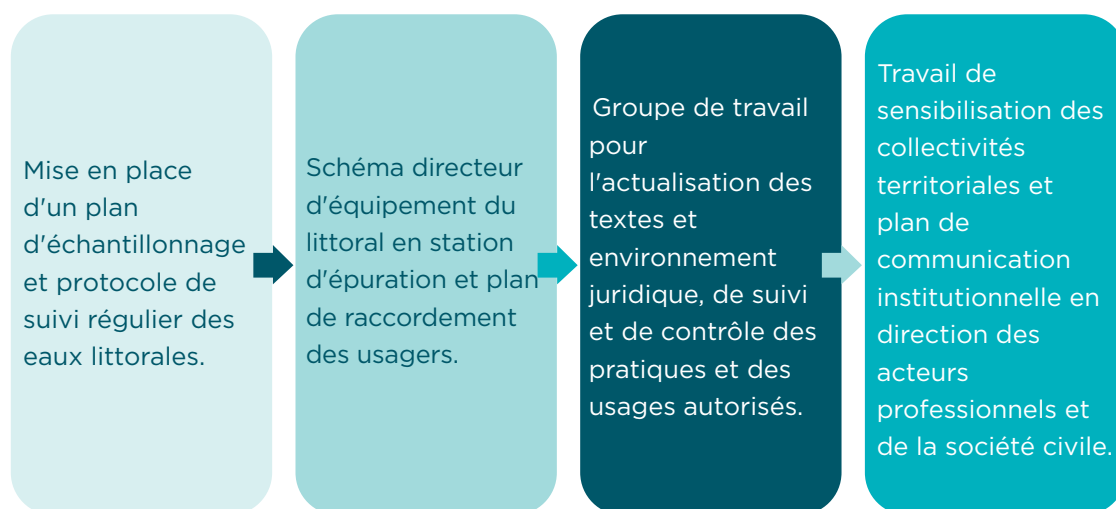 Mise en place
d'un plan
d'échantillonnage
et protocole de
suivi régulier des
eaux littorales.
Schéma directeur
d'équipement du
littoral en station
d'épuration et plan
de raccordement
des usagers.
Groupe de travail
pour
l'actualisation des
textes et
environnement
juridique, de suivi
et de contrôle des
pratiques et des
usages autorisés.
Travail de
sensibilisation des
collectivités
territoriales et
plan de
communication
institutionnelle en
direction des
acteurs
professionnels et
de la société civile.